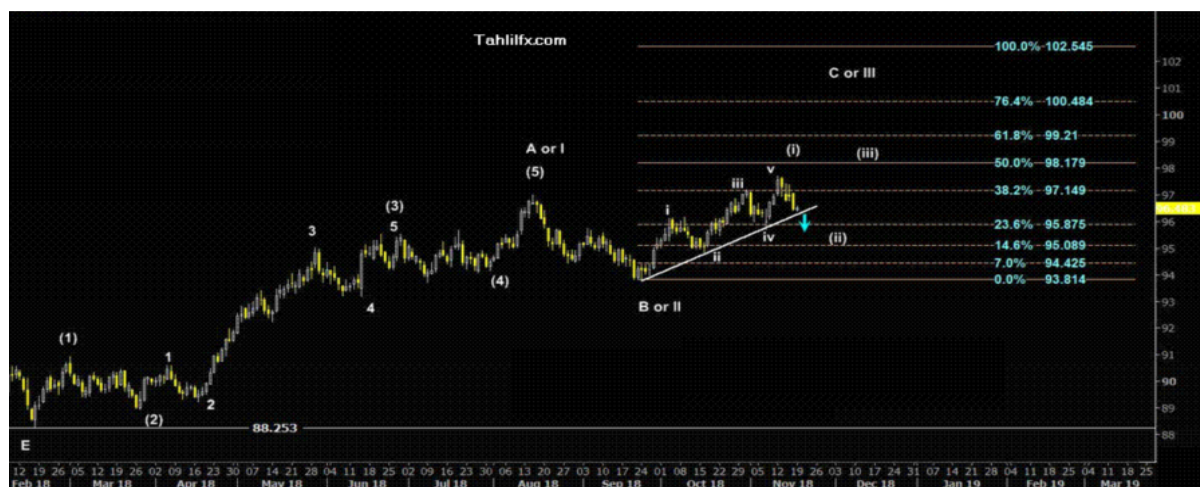 Tahlilfx.com
100.0% 102.545
C or III
76.4% 100.484
61.8% 99.21
A or I
(i)
(iii)
50.0% 98.179
(5)
v
iii
38.2% 97.149
(3)
5
i
3
23.6% 95.875
iv
(ii)
14.6% 95.089
ii
7.0% 94.425
(4)
0.0% 93.814
B or II
4
(1)
1
2
(2)
88.253
E
102
101
100
99
98
97
96
95
94
93
92
91
90
89
88
12 19 26 05 12 19 26 02 09 16 23 30 07 14 21 28 04 11 18 25 02 09 16 23 30 06 13 20 27 03 10 17 24 01 08 15 22 29 05 12 19 26 03 10 17 24 31 07 14 21 28 04 11 18 25 04 11 18 25
Feb 18 Mar 18 Apr 18 May 18 Jun 18 Jul 18 Aug 18 Sep 18 Oct 18 Nov 18 Dec 18 Jan 19 Feb 19 Mar 19